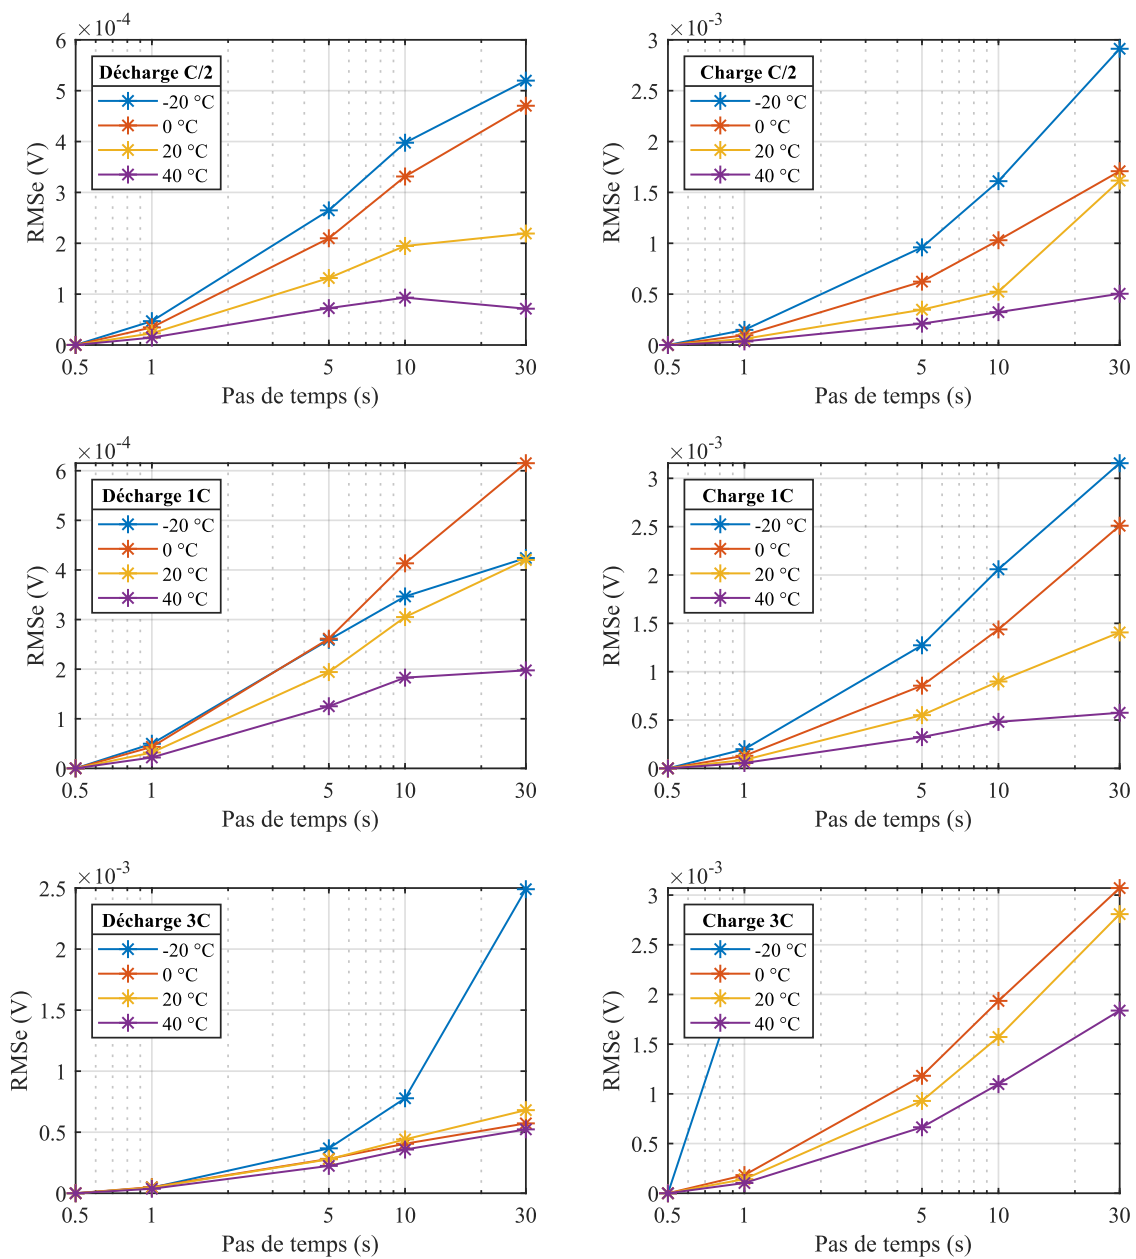 ×10⁻⁴
6
5
4
3
2
1
0
RMSe (V)
Décharge C/2
-20 °C
0 °C
20 °C
40 °C
0.5 1 5 10 30
Pas de temps (s)
×10⁻³
3
2.5
2
1.5
1
0.5
0
RMSe (V)
Charge C/2
-20 °C
0 °C
20 °C
40 °C
0.5 1 5 10 30
Pas de temps (s)
×10⁻⁴
6
5
4
3
2
1
0
RMSe (V)
Décharge 1C
-20 °C
0 °C
20 °C
40 °C
0.5 1 5 10 30
Pas de temps (s)
×10⁻³
3
2.5
2
1.5
1
0.5
0
RMSe (V)
Charge 1C
-20 °C
0 °C
20 °C
40 °C
0.5 1 5 10 30
Pas de temps (s)
×10⁻³
2.5
2
1.5
1
0.5
0
RMSe (V)
Décharge 3C
-20 °C
0 °C
20 °C
40 °C
0.5 1 5 10 30
Pas de temps (s)
×10⁻³
3
2.5
2
1.5
1
0.5
0
RMSe (V)
Charge 3C
-20 °C
0 °C
20 °C
40 °C
0.5 1 5 10 30
Pas de temps (s)